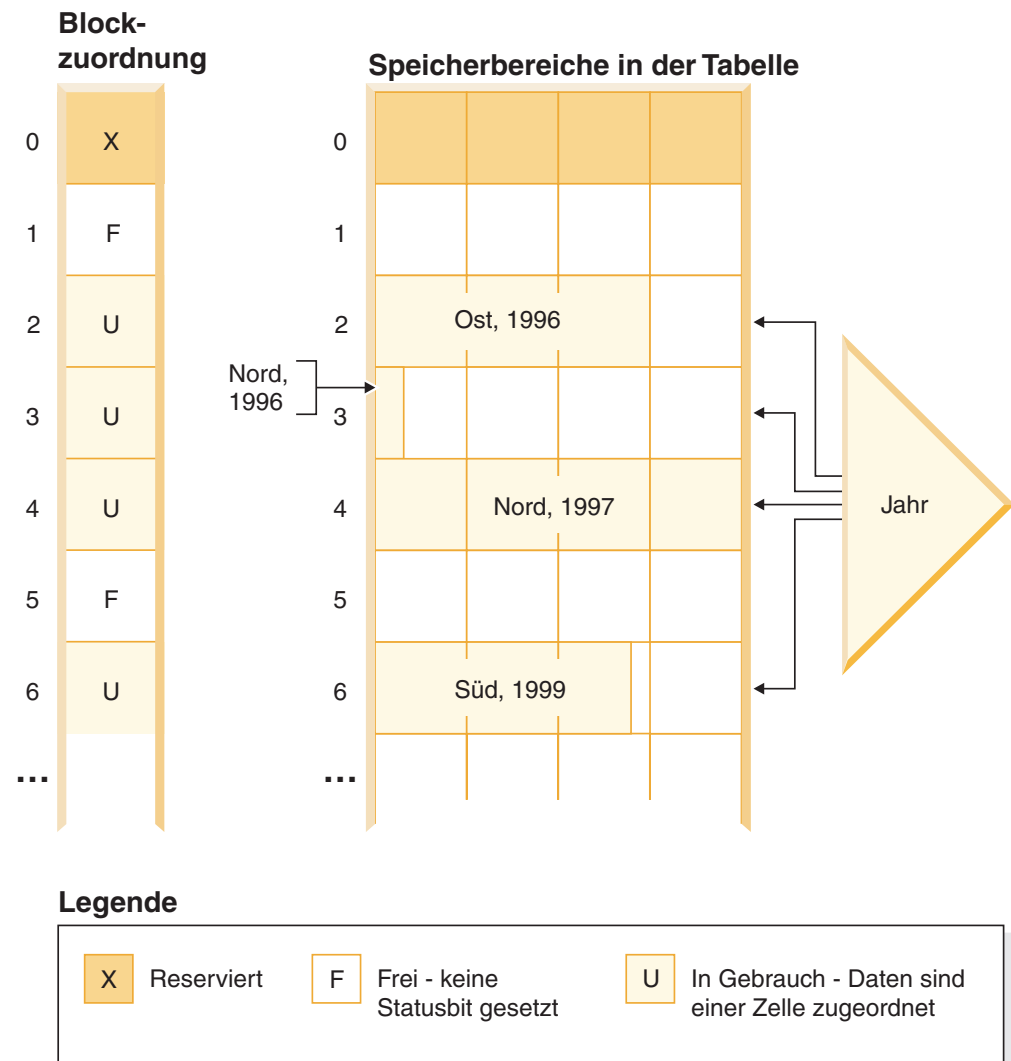 Block-
zuordnung
Speicherbereiche in der Tabelle
0
X
0
1
F
1
2
U
2
Ost, 1996
Nord,
1996
3
U
3
4
U
4
Nord, 1997
Jahr
5
F
5
6
U
6
Süd, 1999
...
...
Legende
X
Reserviert
F
Frei - keine
Statusbit gesetzt
U
In Gebrauch - Daten sind
einer Zelle zugeordnet